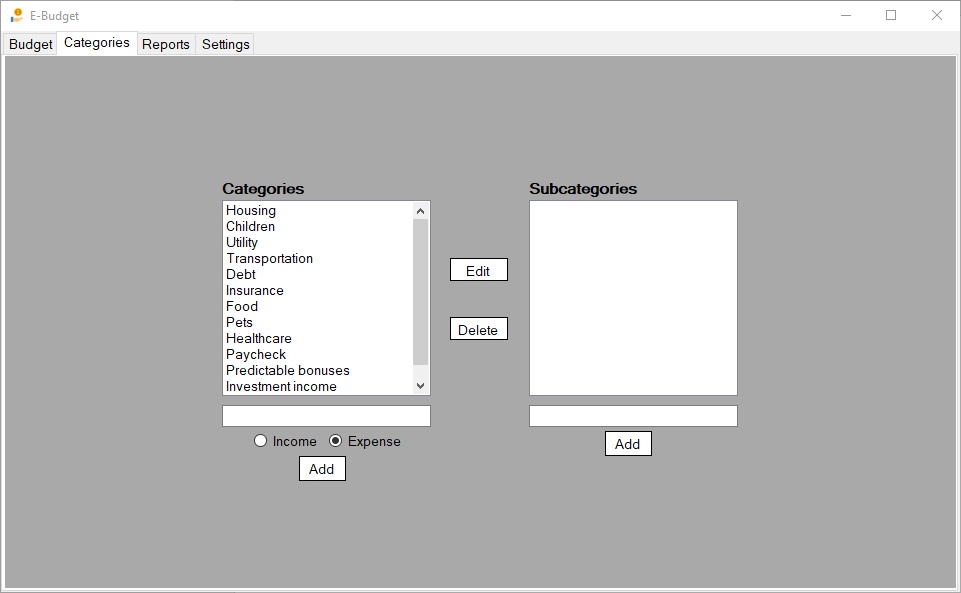 E-Budget
Budget Categories Reports Settings
Categories
Housing
Children
Utility
Transportation
Debt
Insurance
Food
Pets
Healthcare
Paycheck
Predictable bonuses
Investment income
Income Expense
Add
Edit
Delete
Subcategories
Add